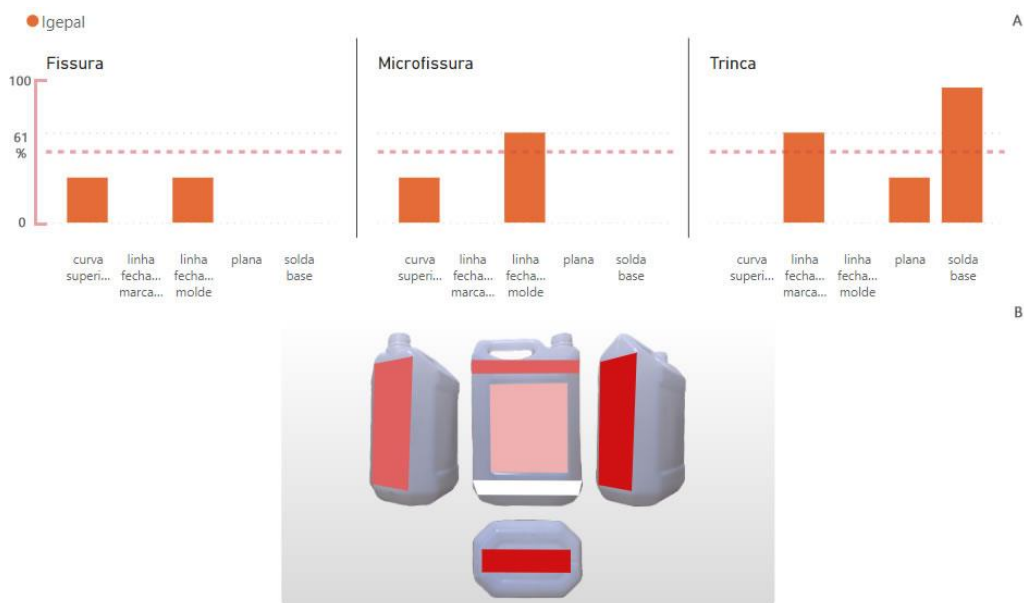 Igepal
A
Fissura
Microfissura
Trinca
100
61
%
0
curva
superi...
linha
fecha...
marca...
linha
fecha...
molde
plana
solda
base
curva
superi...
linha
fecha...
marca...
linha
fecha...
molde
plana
solda
base
curva
superi...
linha
fecha...
marca...
linha
fecha...
molde
plana
solda
base
B